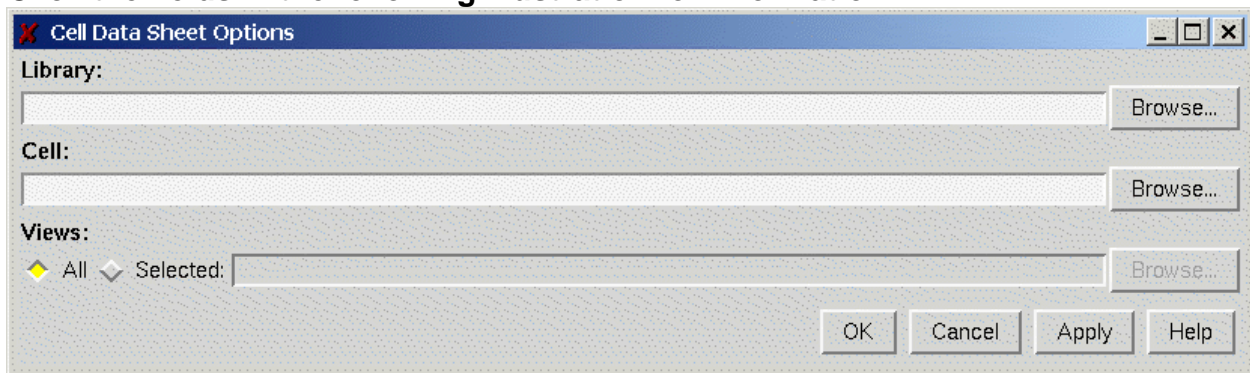 Cell Data Sheet Options
Library:
Browse...
Cell:
Browse...
Views:
All Selected: Browse...
OK Cancel Apply Help